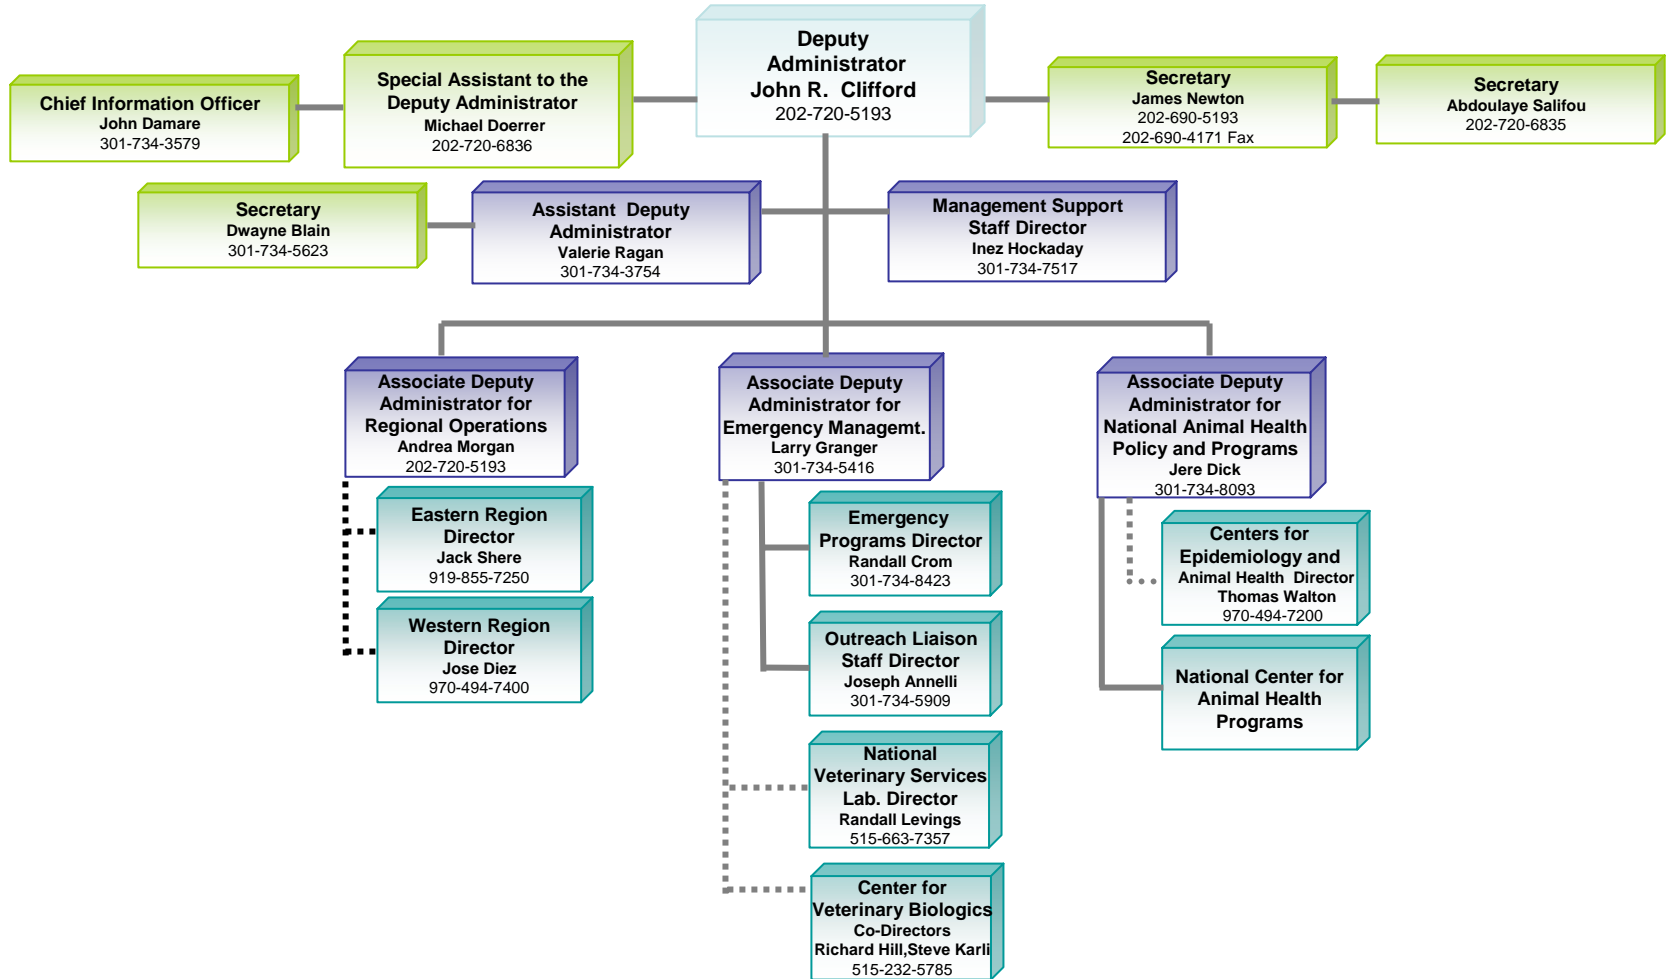 Deputy
Administrator
John R. Clifford
202-720-5193
Special Assistant to the
Deputy Administrator
Michael Doerrer
202-720-6836
Chief Information Officer
John Damare
301-734-3579
Secretary
James Newton
202-690-5193
202-690-4171 Fax
Secretary
Abdoulaye Salifou
202-720-6835
Secretary
Dwayne Blain
301-734-5623
Assistant Deputy
Administrator
Valerie Ragan
301-734-3754
Management Support
Staff Director
Inez Hockaday
301-734-7517
Associate Deputy
Administrator for
Regional Operations
Andrea Morgan
202-720-5193
Eastern Region
Director
Jack Shere
919-855-7250
Western Region
Director
Jose Diez
970-494-7400
Associate Deputy
Administrator for
Emergency Managemt.
Larry Granger
301-734-5416
Emergency
Programs Director
Randall Crom
301-734-8423
Outreach Liaison
Staff Director
Joseph Annelli
301-734-5909
National
Veterinary Services
Lab. Director
Randall Levings
515-663-7357
Center for
Veterinary Biologics
Co-Directors
Richard Hill,Steve Karli
515-232-5785
Associate Deputy
Administrator for
National Animal Health
Policy and Programs
Jere Dick
301-734-8093
Centers for
Epidemiology and
Animal Health Director
Thomas Walton
970-494-7200
National Center for
Animal Health
Programs